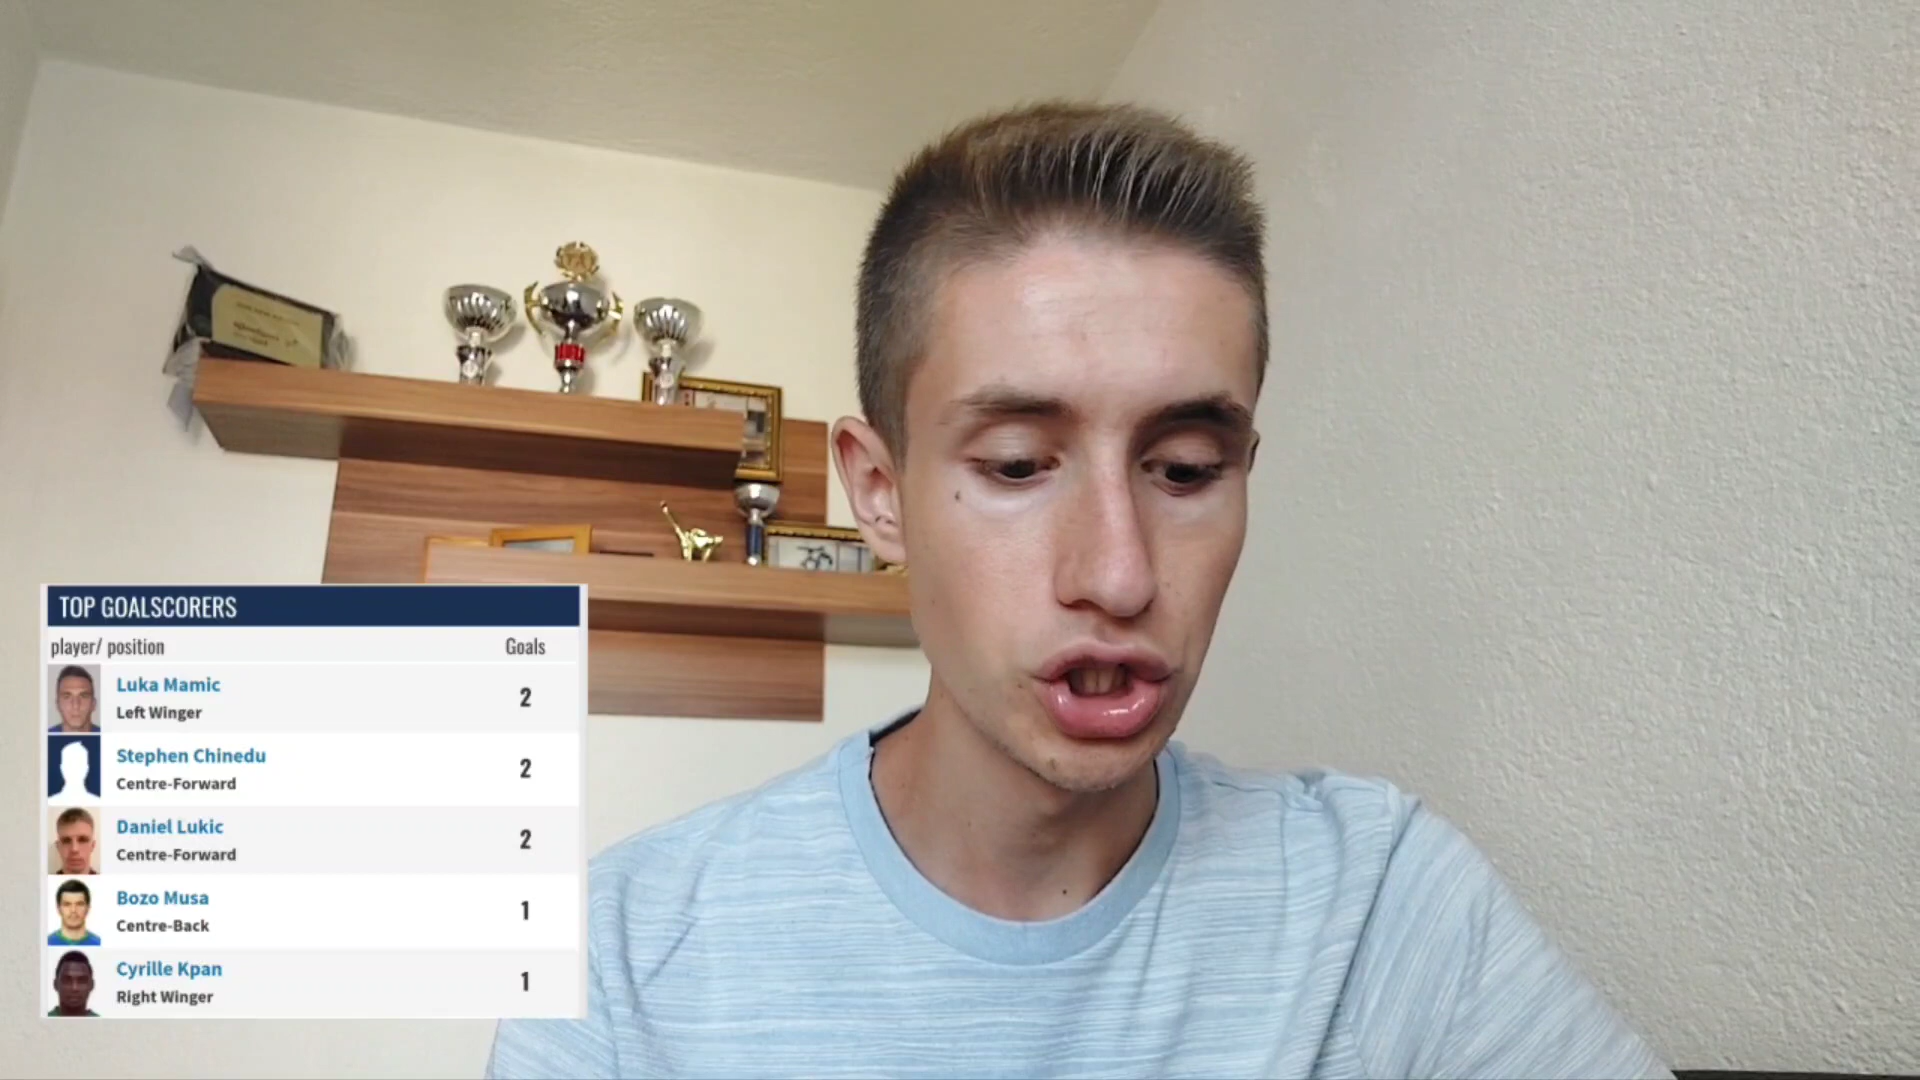 TOP GOALSCORERS
player/ position Goals
Luka Mamic
Left Winger
2
Stephen Chinedu
Centre-Forward
2
Daniel Lukic
Centre-Forward
2
Bozo Musa
Centre-Back
1
Cyrille Kpan
Right Winger
1